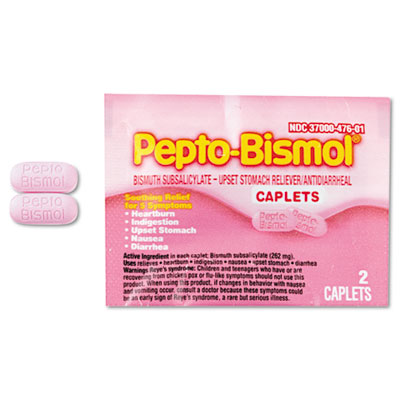 Pepto
Bismol
Pepto
Bismol
NDC 37000-476-01
Pepto-Bismol®
BISMUTH SUBSALICYLATE – UPSET STOMACH RELIEVER/ANTIDIARRHEAL
CAPLETS
Soothing Relief
for 5 Symptoms
• Heartburn
• Indigestion
• Upset Stomach
• Nausea
• Diarrhea
Active Ingredient in each caplet: Bismuth subsalicylate (262 mg).
Uses relieves • heartburn • indigestion • nausea • upset stomach • diarrhea
Warnings Reye's syndrome: Children and teenagers who have or are
recovering from chicken pox or flu-like symptoms should not use this
product. When using this product, if changes in behavior with nausea
and vomiting occur, consult a doctor because these symptoms could
be an early sign of Reye's syndrome, a rare but serious illness.
2
CAPLETS